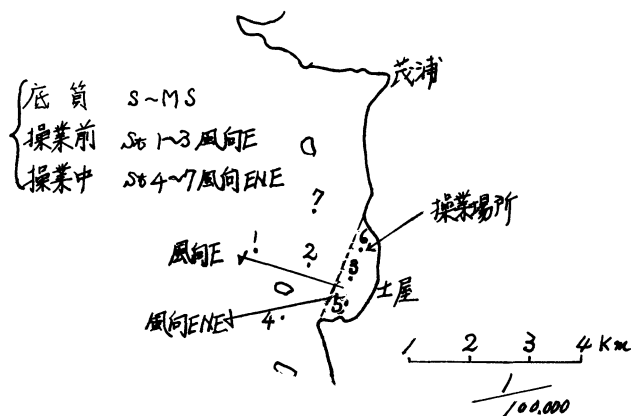 茂浦
底質 S~MS
操業前 St 1~3 風向E
操業中 St 4~7 風向ENE
7
操業場所
6
風向E
1
2
3
土屋
5
風向ENE
4
1 2 3 4 Km
1/100,000